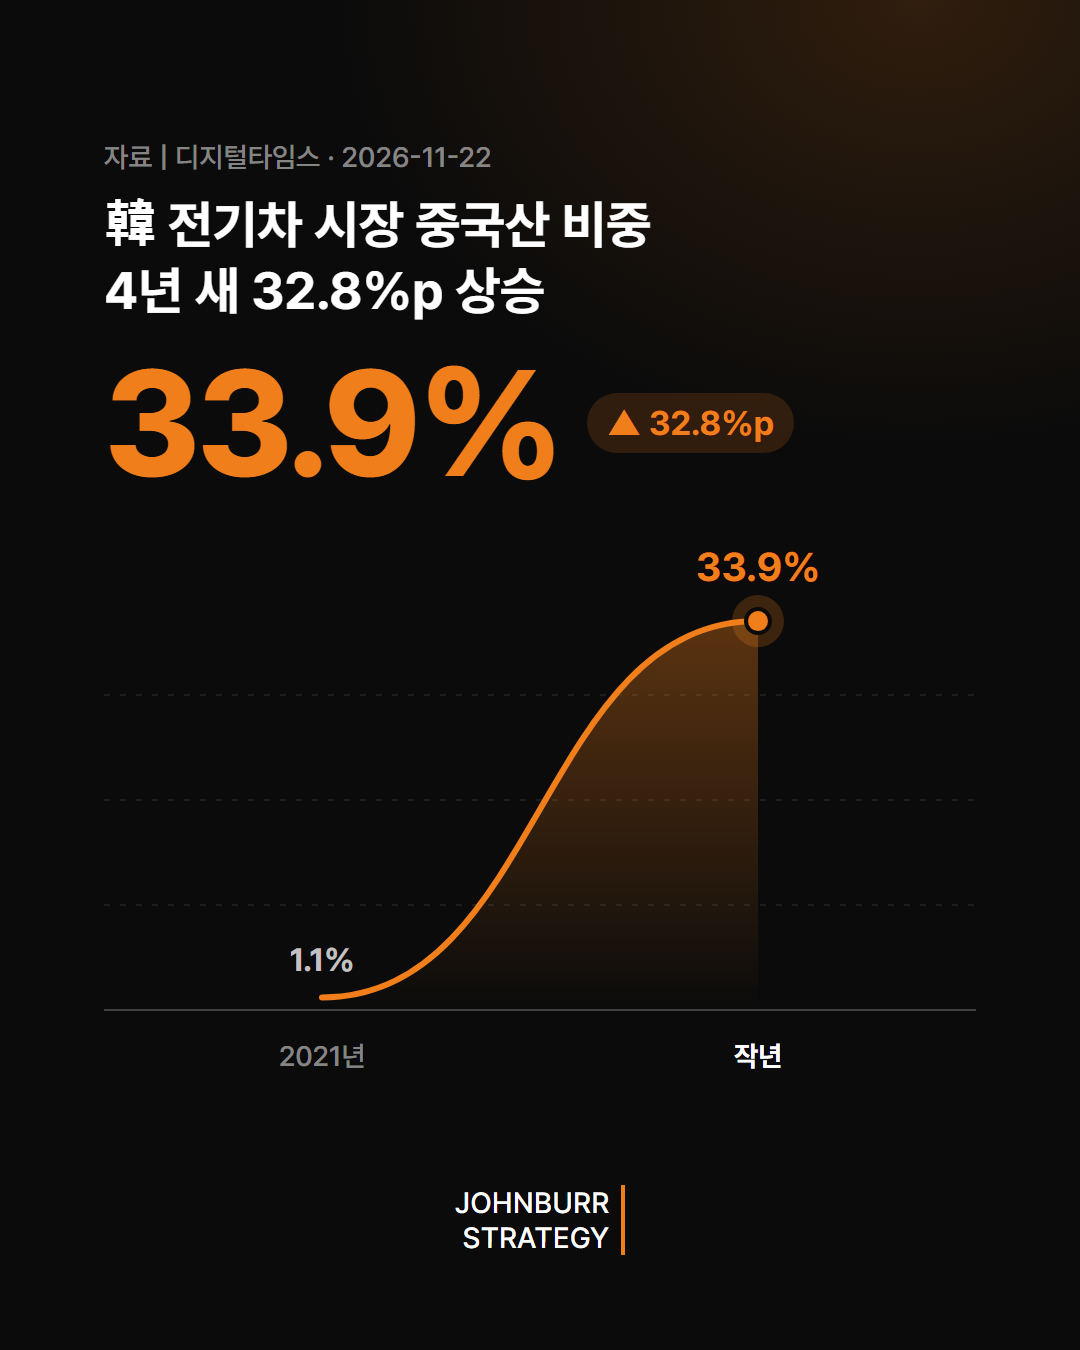 자료 | 디지털타임스 · 2026-11-22
韓 전기차 시장 중국산 비중
4년 새 32.8%p 상승
33.9%
▲ 32.8%p
33.9%
1.1%
2021년
작년
JOHNBURR
STRATEGY